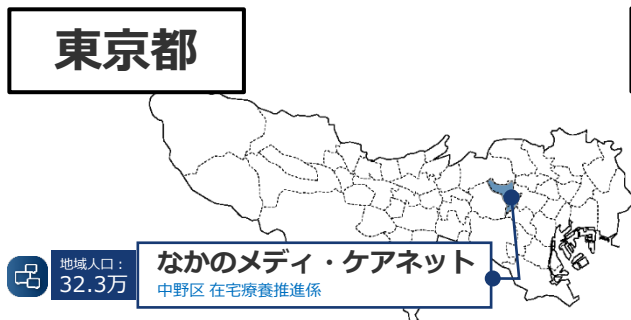 東京都
地域人口：
32.3万
なかのメディ・ケアネット
中野区 在宅療養推進係